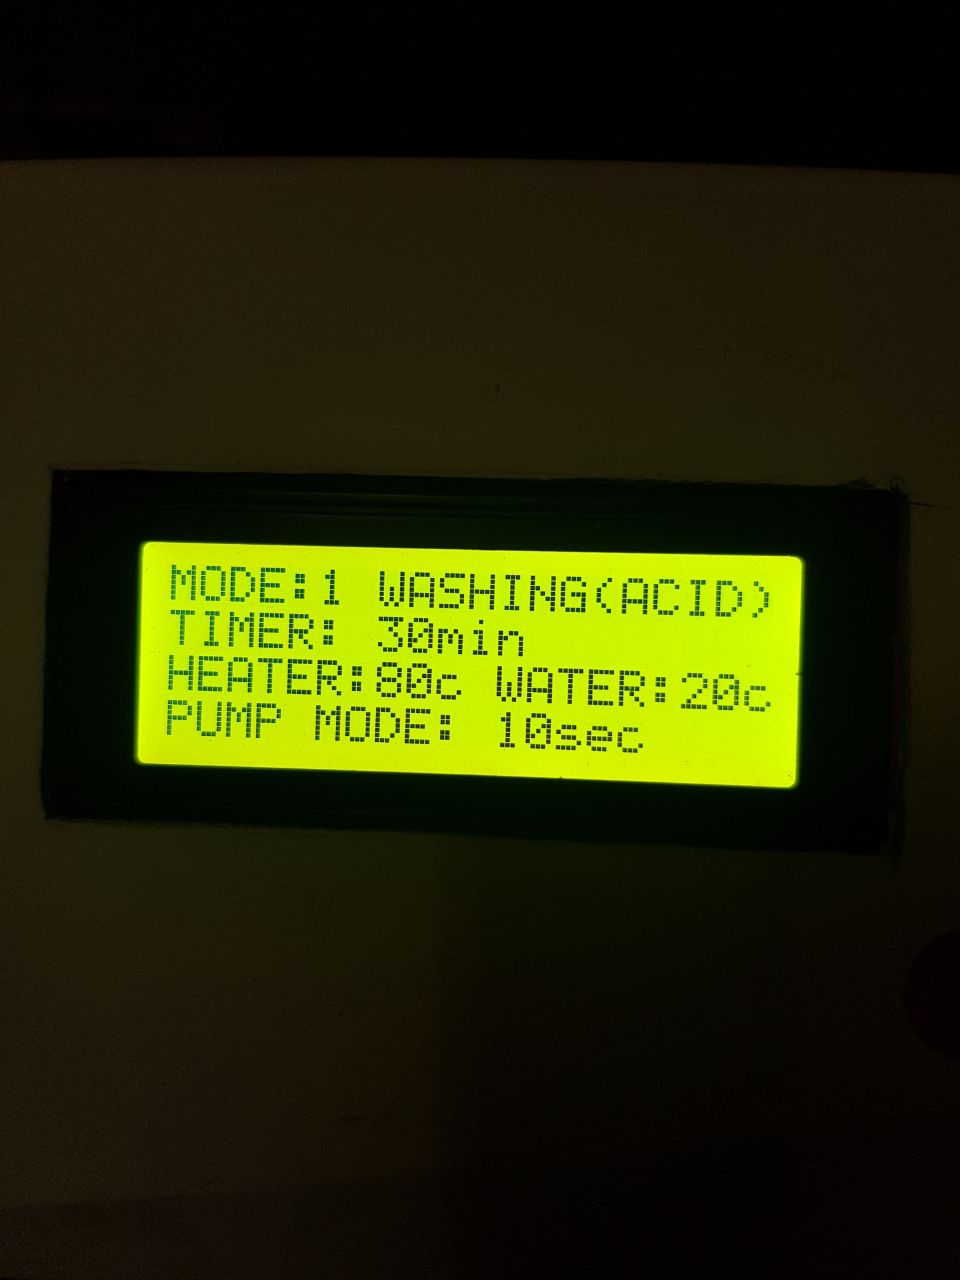 MODE:1 WASHING(ACID)
TIMER: 30min
HEATER:80c WATER:20c
PUMP MODE: 10sec